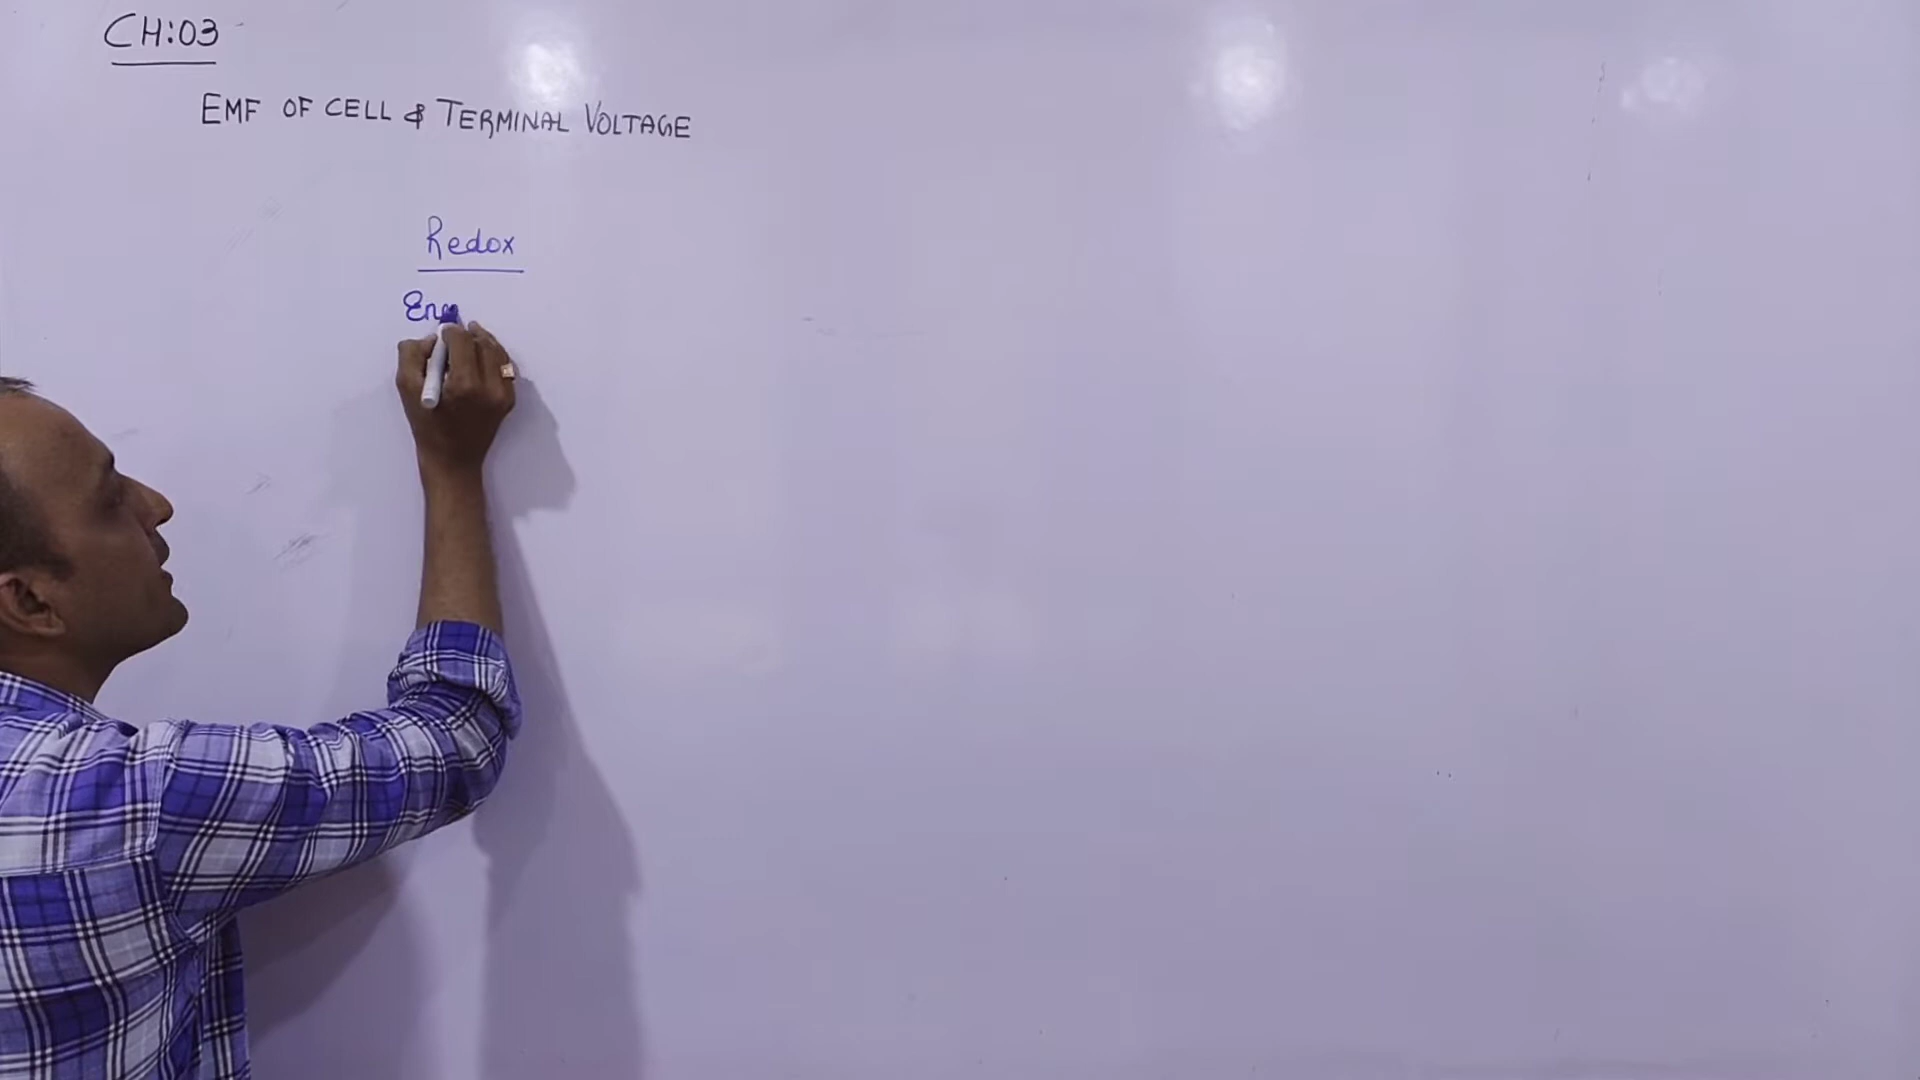 CH:03
EMF OF CELL & TERMINAL VOLTAGE
Redox